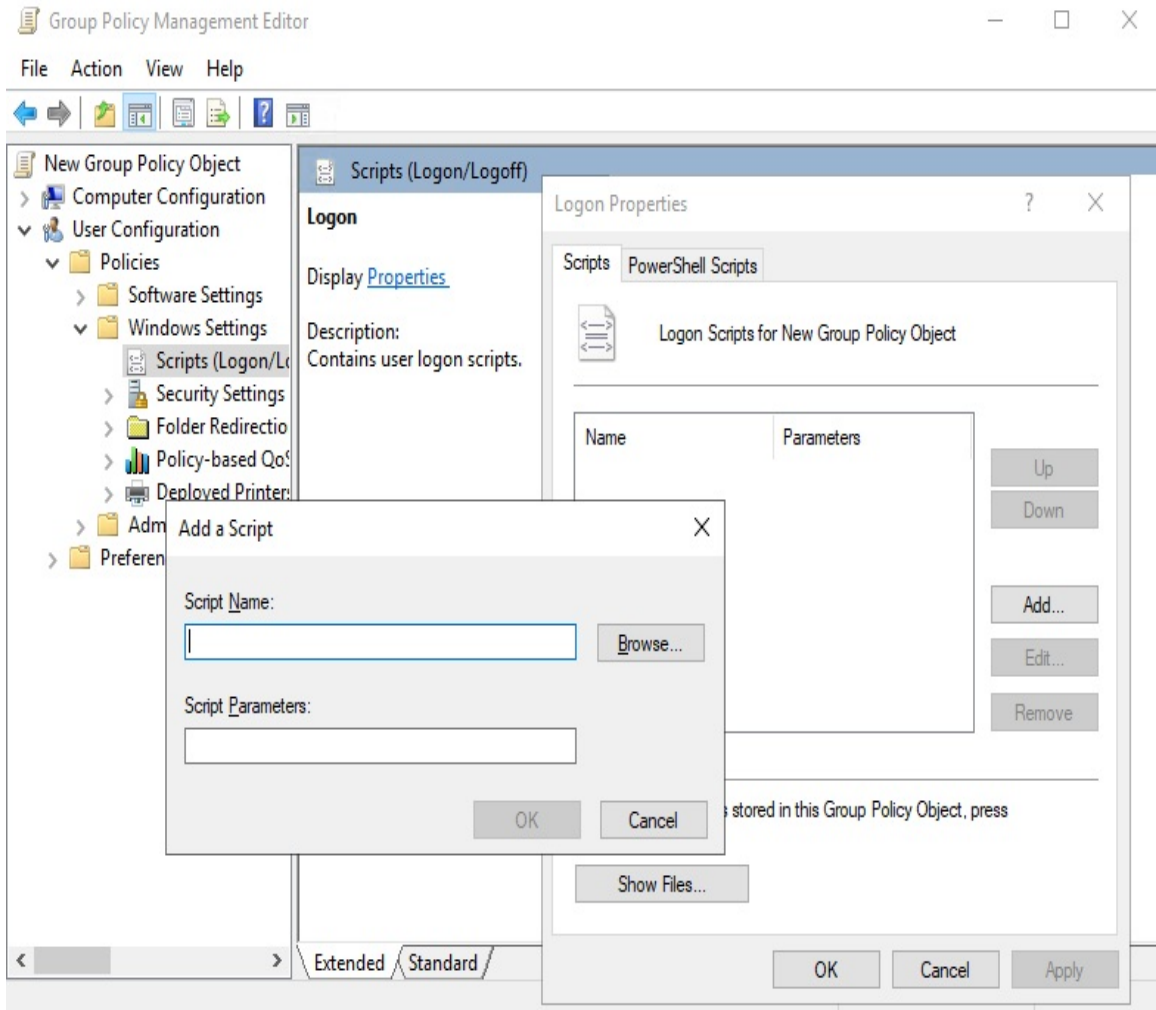 Group Policy Management Editor
File Action View Help
New Group Policy Object
Computer Configuration
User Configuration
Policies
Software Settings
Windows Settings
Scripts (Logon/Lo
Security Settings
Folder Redirectio
Policy-based QoS
Deployed Printers
Adm
Preferen
Scripts (Logon/Logoff)
Logon
Display Properties
Description:
Contains user logon scripts.
Extended Standard
Logon Properties
Scripts PowerShell Scripts
Logon Scripts for New Group Policy Object
Name Parameters
Up
Down
Add...
Edit...
Remove
stored in this Group Policy Object, press
Show Files...
OK Cancel Apply
Add a Script
Script Name:
Browse...
Script Parameters:
OK Cancel